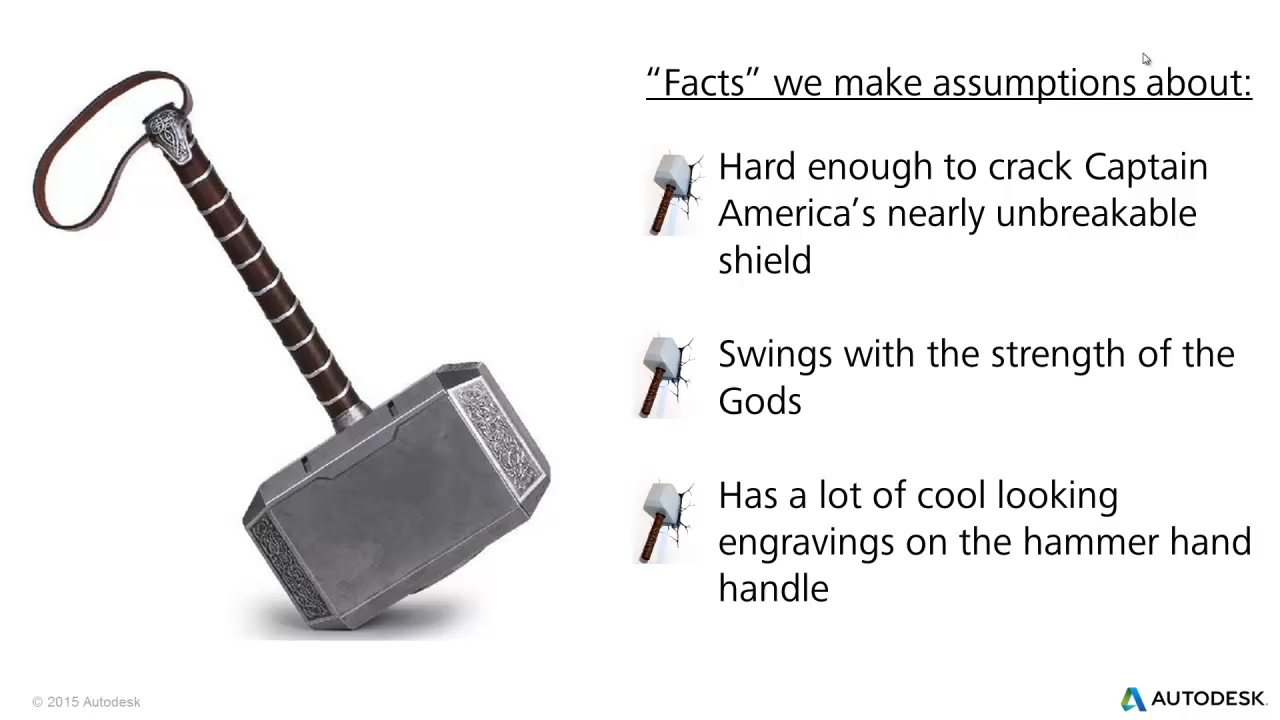 “Facts” we make assumptions about:
Hard enough to crack Captain
America’s nearly unbreakable
shield
Swings with the strength of the
Gods
Has a lot of cool looking
engravings on the hammer hand
handle
© 2015 Autodesk
AUTODESK.